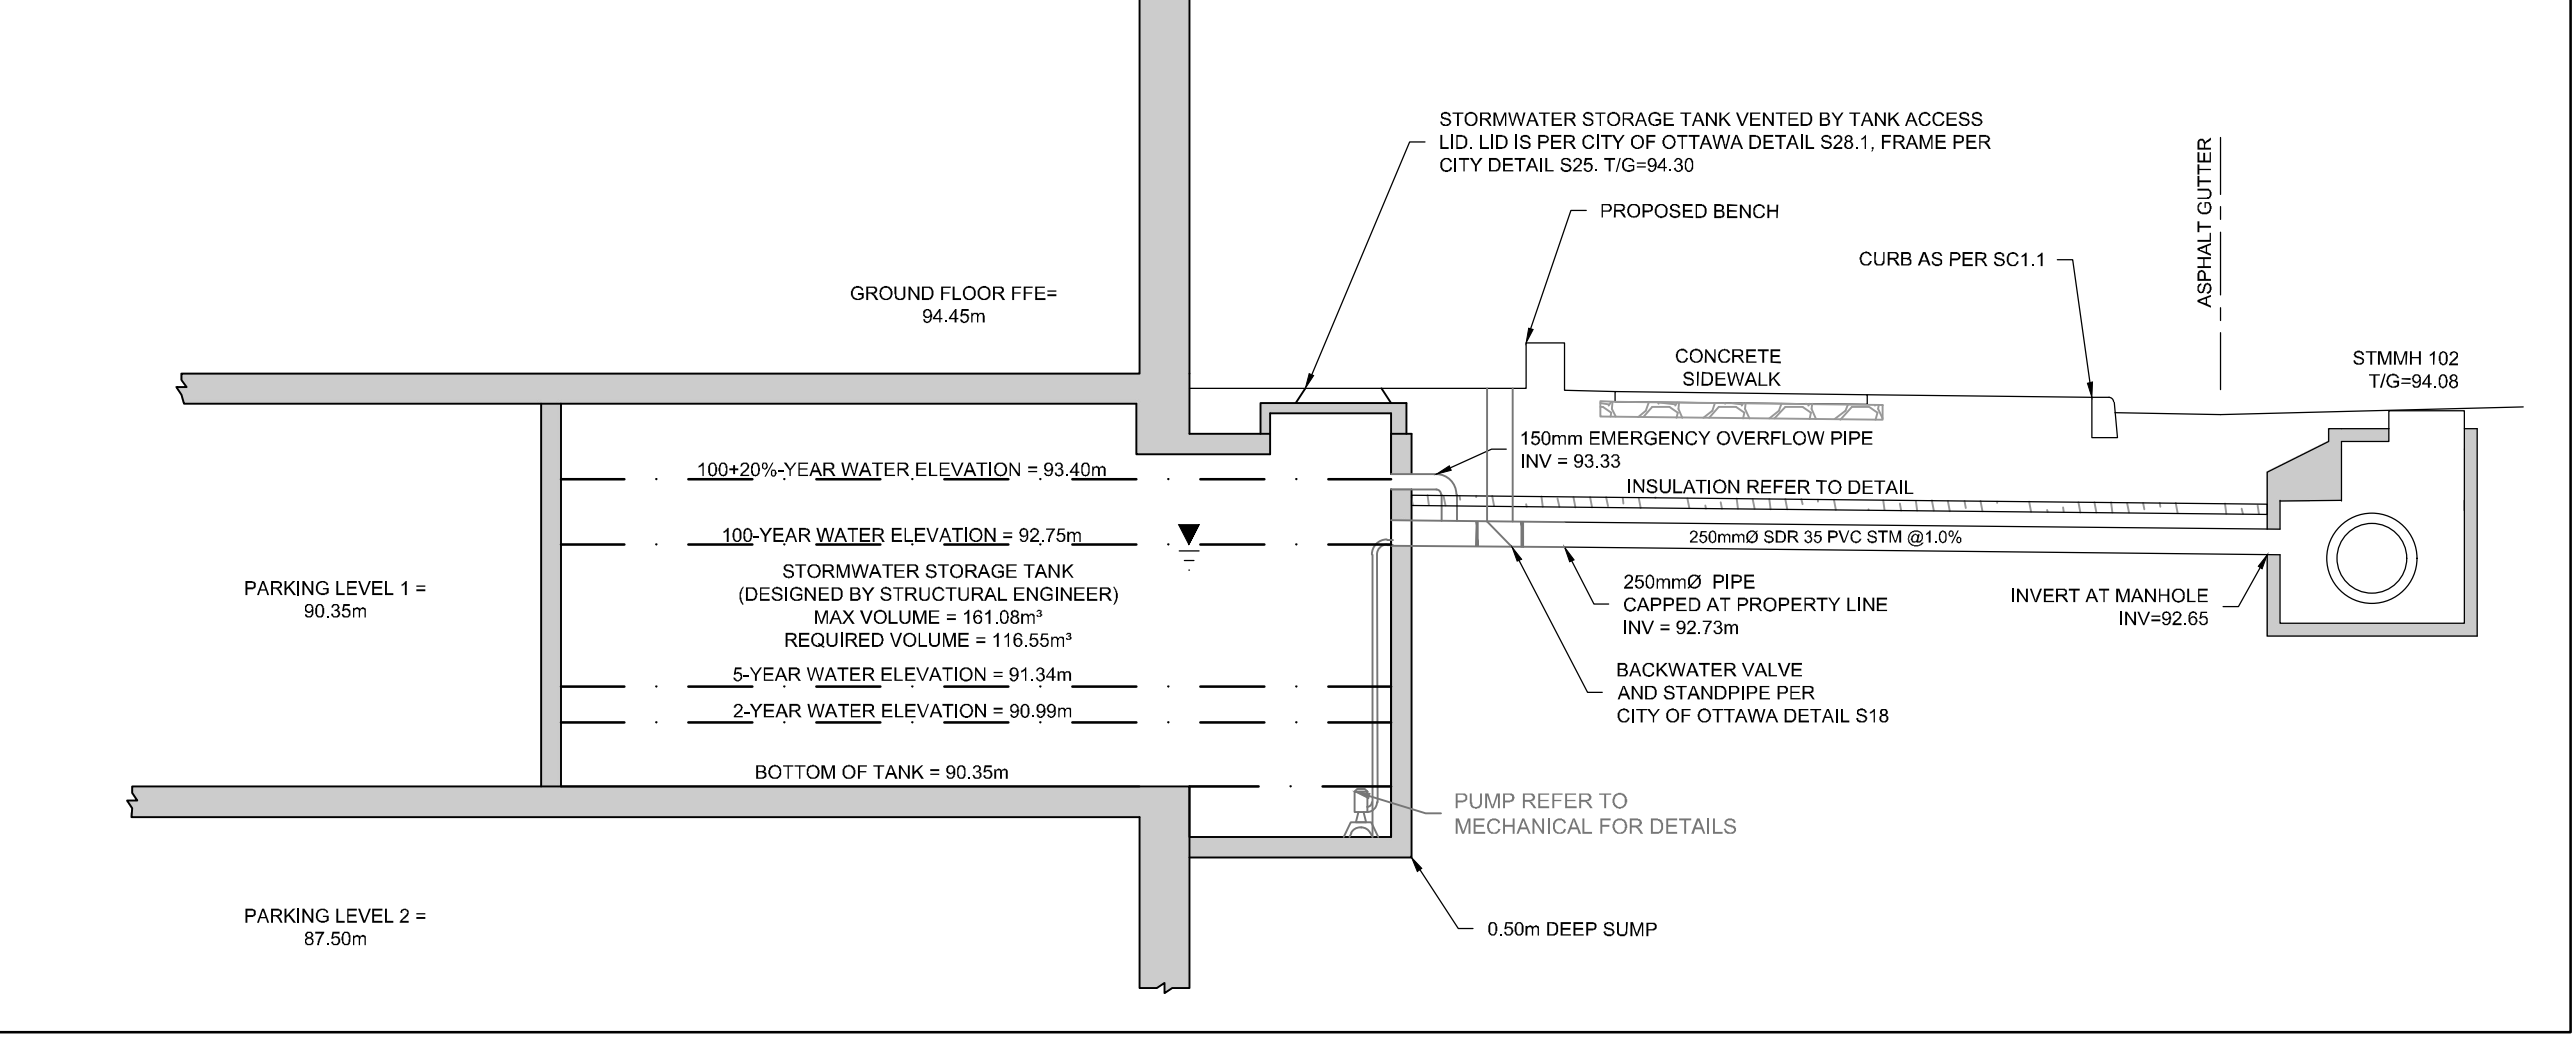 STORMWATER STORAGE TANK VENTED BY TANK ACCESS
LID. LID IS PER CITY OF OTTAWA DETAIL S28.1, FRAME PER
CITY DETAIL S25. T/G=94.30
PROPOSED BENCH
CURB AS PER SC1.1
ASPHALT GUTTER
GROUND FLOOR FFE=
94.45m
CONCRETE
SIDEWALK
STMMH 102
T/G=94.08
150mm EMERGENCY OVERFLOW PIPE
INV = 93.33
100+20%-YEAR WATER ELEVATION = 93.40m
INSULATION REFER TO DETAIL
100-YEAR WATER ELEVATION = 92.75m
250mmØ SDR 35 PVC STM @1.0%
STORMWATER STORAGE TANK
(DESIGNED BY STRUCTURAL ENGINEER)
MAX VOLUME = 161.08m³
REQUIRED VOLUME = 116.55m³
PARKING LEVEL 1 =
90.35m
250mmØ PIPE
CAPPED AT PROPERTY LINE
INV = 92.73m
INVERT AT MANHOLE
INV=92.65
5-YEAR WATER ELEVATION = 91.34m
2-YEAR WATER ELEVATION = 90.99m
BACKWATER VALVE
AND STANDPIPE PER
CITY OF OTTAWA DETAIL S18
BOTTOM OF TANK = 90.35m
PUMP REFER TO
MECHANICAL FOR DETAILS
PARKING LEVEL 2 =
87.50m
0.50m DEEP SUMP